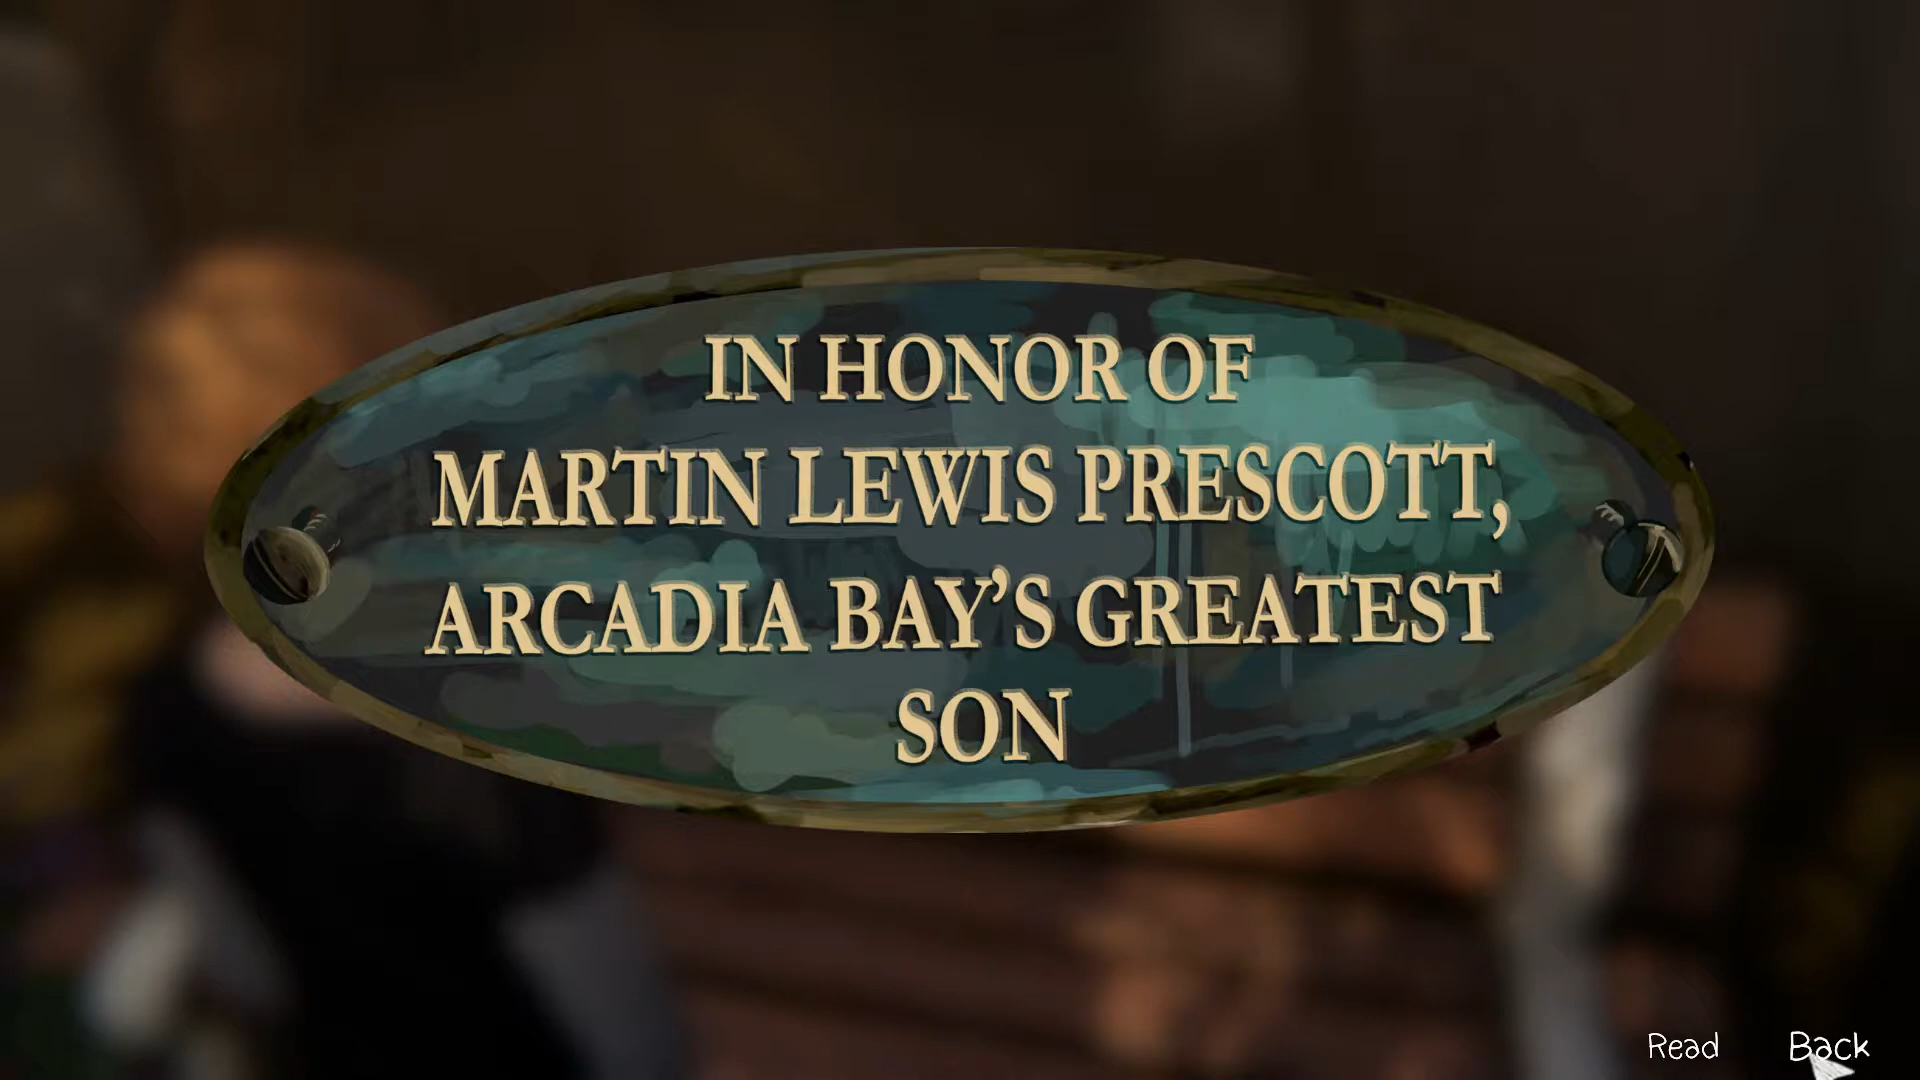 IN HONOR OF
MARTIN LEWIS PRESCOTT,
ARCADIA BAY’S GREATEST
SON
Read Back